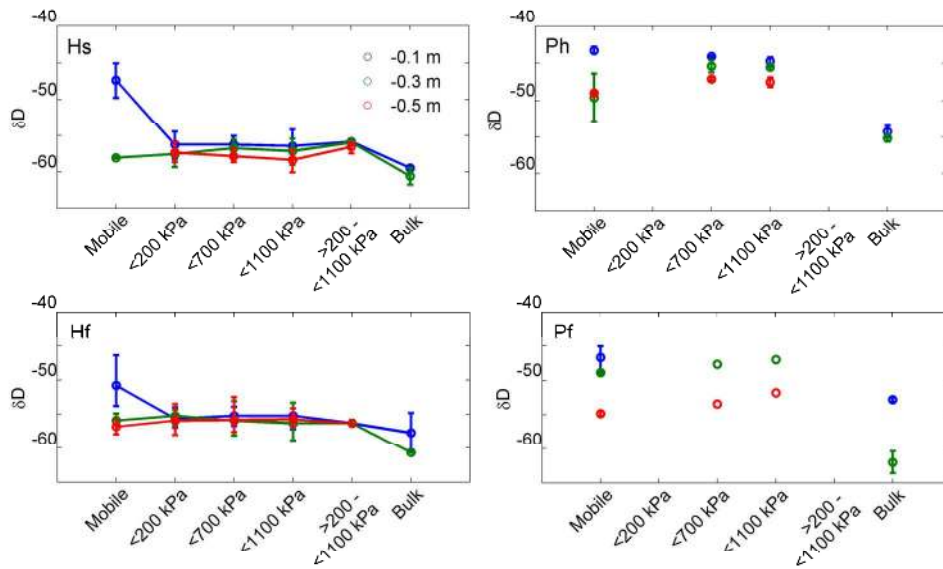 Hs
-0.1 m
-0.3 m
-0.5 m
-40
-50
-60
δD
Mobile
<200 kPa
<700 kPa
<1100 kPa
>200-
<1100 kPa
Bulk
Ph
-40
-50
-60
δD
Mobile
<200 kPa
<700 kPa
<1100 kPa
>200-
<1100 kPa
Bulk
Hf
-40
-50
-60
δD
Mobile
<200 kPa
<700 kPa
<1100 kPa
>200-
<1100 kPa
Bulk
Pf
-40
-50
-60
δD
Mobile
<200 kPa
<700 kPa
<1100 kPa
>200-
<1100 kPa
Bulk